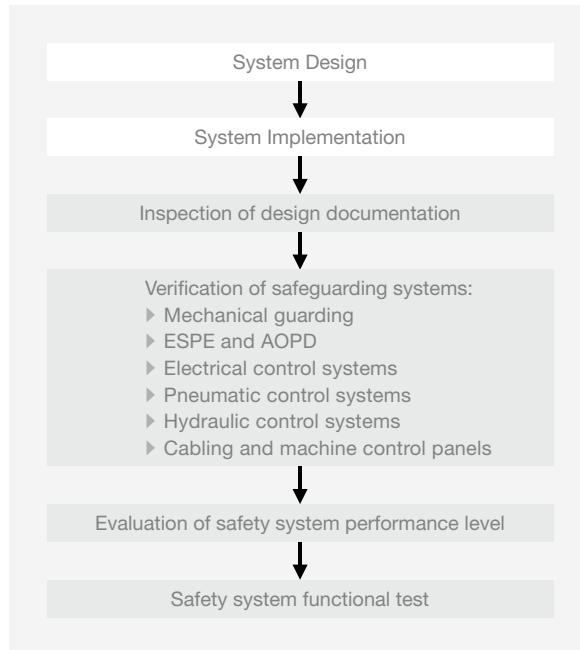 System Design
System Implementation
Inspection of design documentation
Verification of safeguarding systems:
Mechanical guarding
ESPE and AOPD
Electrical control systems
Pneumatic control systems
Hydraulic control systems
Cabling and machine control panels
Evaluation of safety system performance level
Safety system functional test